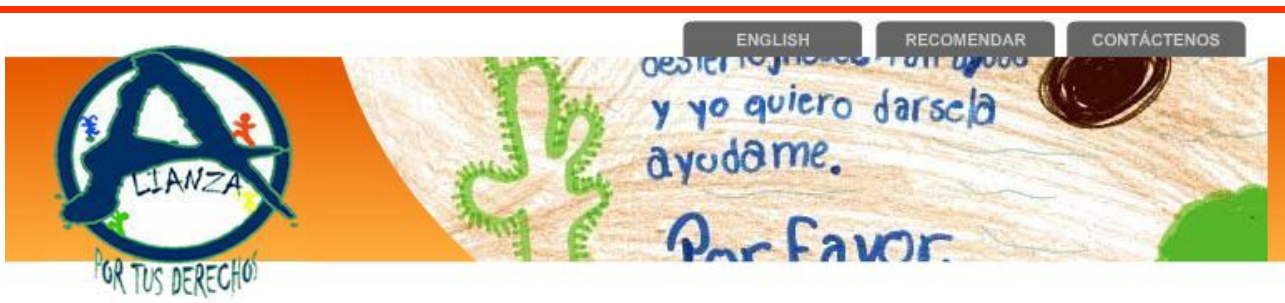 ENGLISH RECOMENDAR CONTÁCTENOS
y yo quiero darsela
ayudame.
Por Favor
A
LIANZA
POR TUS DERECHOS